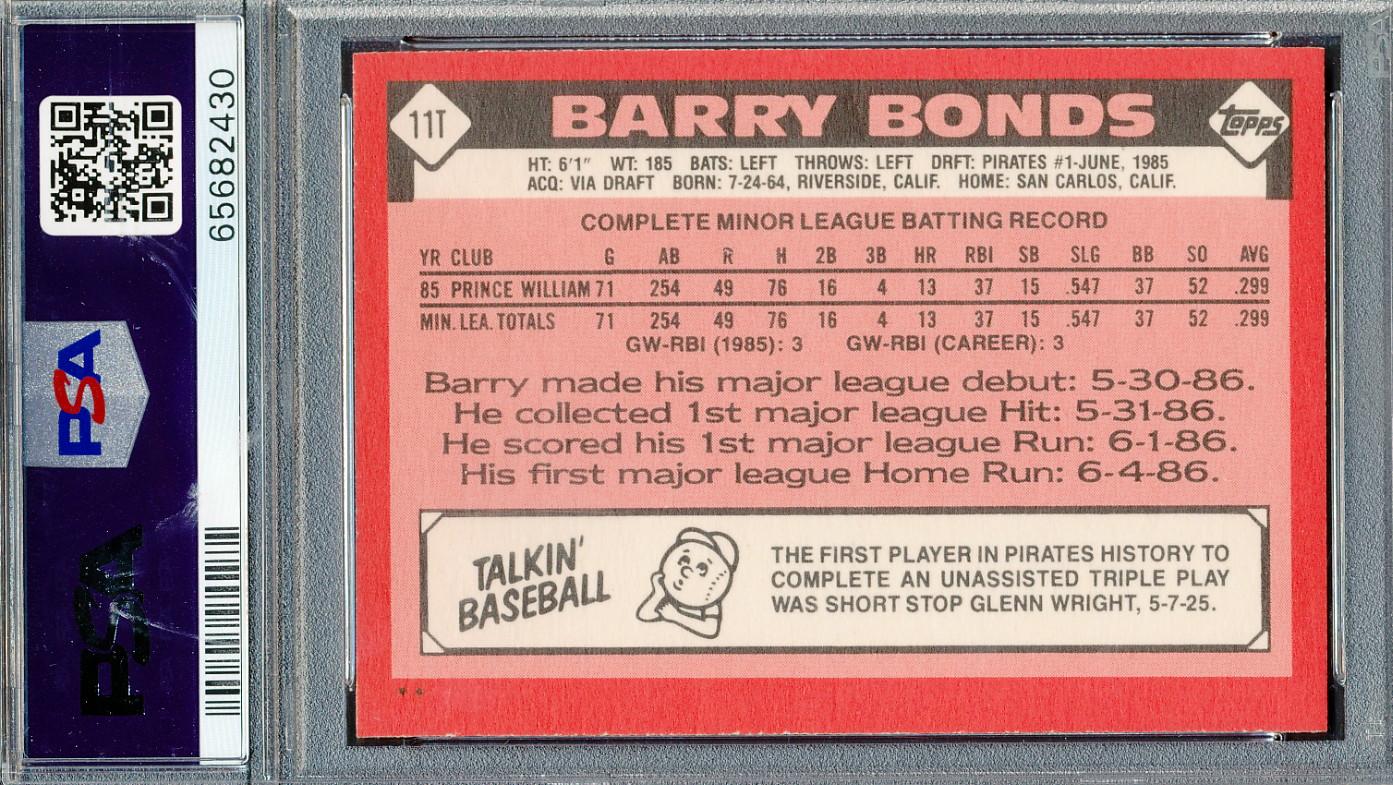 65682430
PSA
PSA
11T
BARRY BONDS
topps
HT: 6'1" WT: 185 BATS: LEFT THROWS: LEFT DRFT: PIRATES #1-JUNE, 1985
ACQ: VIA DRAFT BORN: 7-24-64, RIVERSIDE, CALIF. HOME: SAN CARLOS, CALIF.
COMPLETE MINOR LEAGUE BATTING RECORD
YR CLUB G AB R H 2B 3B HR RBI SB SLG BB SO AVG
85 PRINCE WILLIAM 71 254 49 76 16 4 13 37 15 .547 37 52 .299
MIN. LEA. TOTALS 71 254 49 76 16 4 13 37 15 .547 37 52 .299
GW-RBI (1985): 3 GW-RBI (CAREER): 3
Barry made his major league debut: 5-30-86.
He collected 1st major league Hit: 5-31-86.
He scored his 1st major league Run: 6-1-86.
His first major league Home Run: 6-4-86.
TALKIN'
BASEBALL
THE FIRST PLAYER IN PIRATES HISTORY TO
COMPLETE AN UNASSISTED TRIPLE PLAY
WAS SHORT STOP GLENN WRIGHT, 5-7-25.